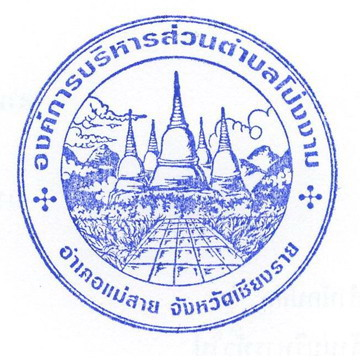 องค์การบริหารส่วนตำบลโป่งงาม
อำเภอแม่สาย จังหวัดเชียงราย